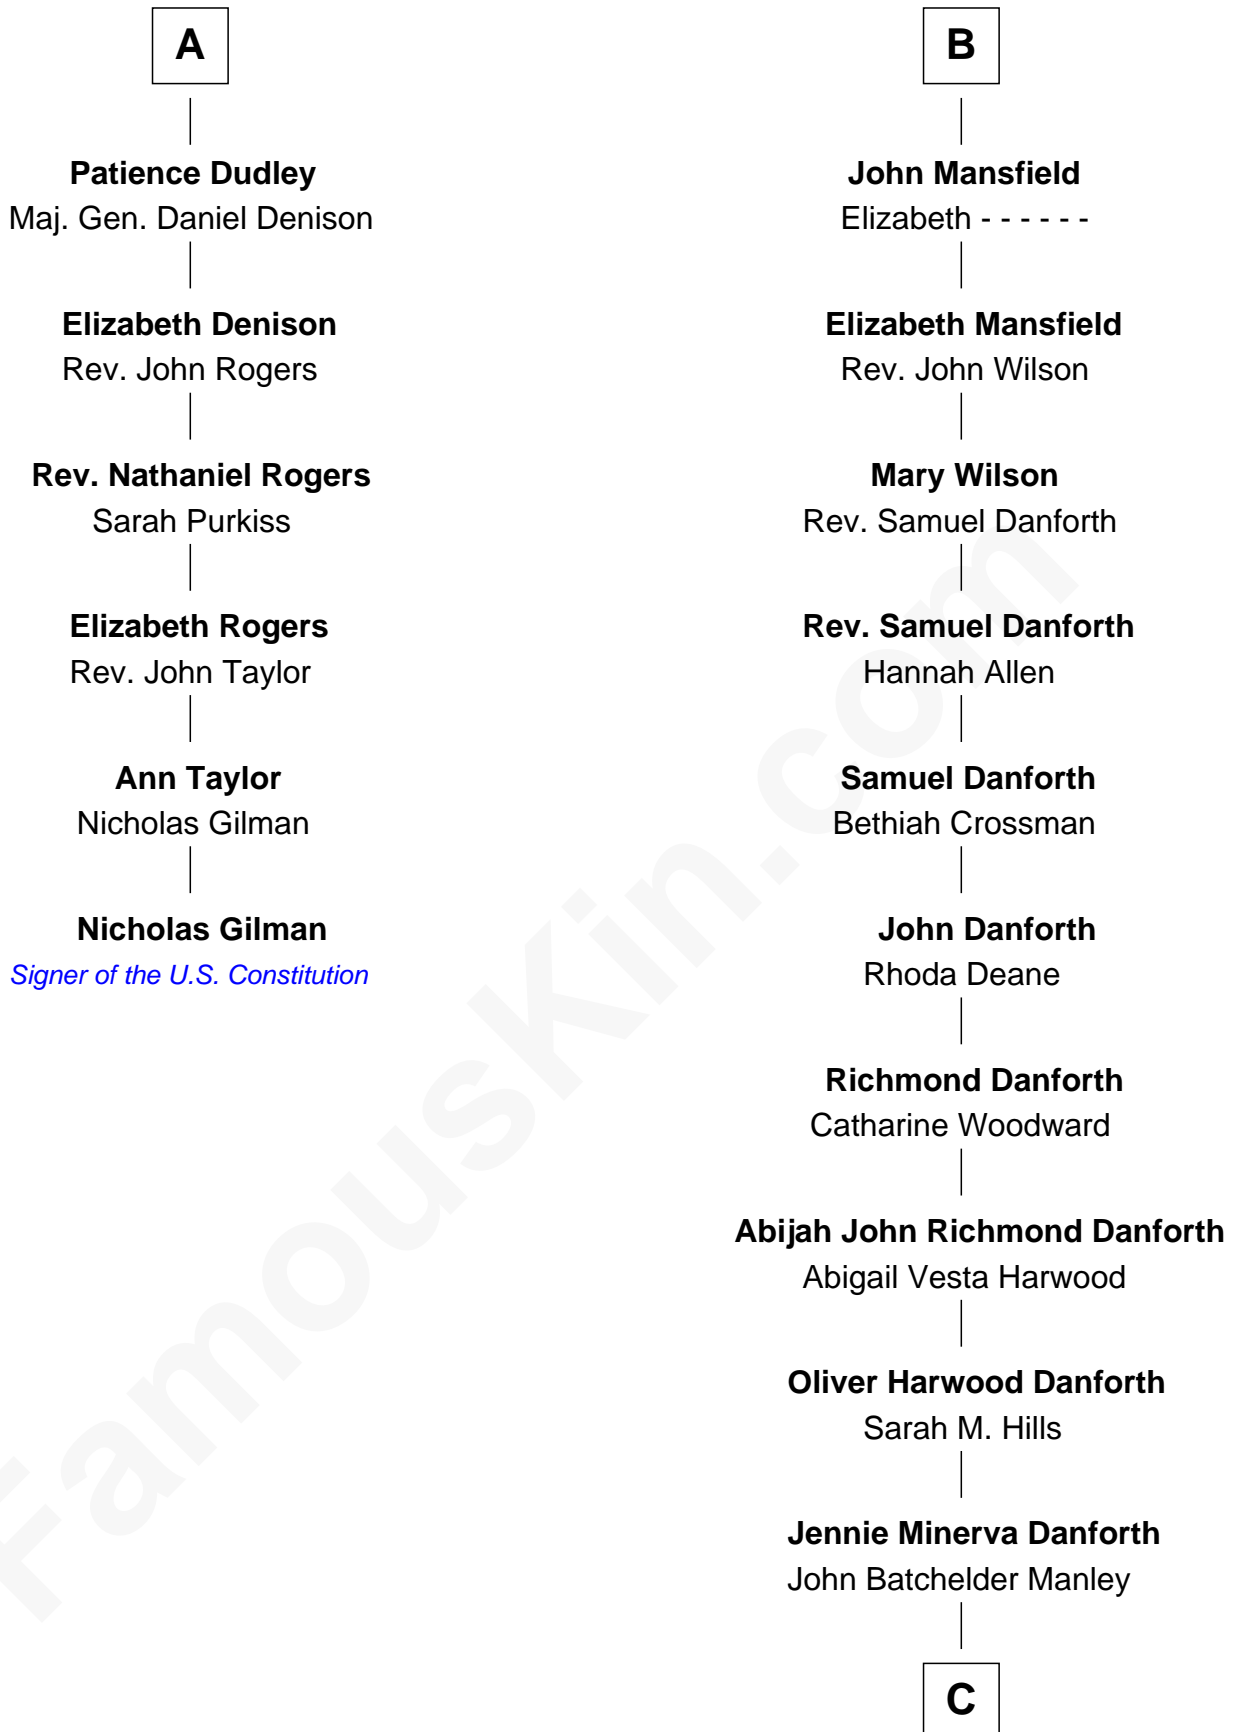 A
Patience Dudley
Maj. Gen. Daniel Denison
Elizabeth Denison
Rev. John Rogers
Rev. Nathaniel Rogers
Sarah Purkiss
Elizabeth Rogers
Rev. John Taylor
Ann Taylor
Nicholas Gilman
Nicholas Gilman
Signer of the U.S. Constitution
B
John Mansfield
Elizabeth - - - - - -
Elizabeth Mansfield
Rev. John Wilson
Mary Wilson
Rev. Samuel Danforth
Rev. Samuel Danforth
Hannah Allen
Samuel Danforth
Bethiah Crossman
John Danforth
Rhoda Deane
Richmond Danforth
Catharine Woodward
Abijah John Richmond Danforth
Abigail Vesta Harwood
Oliver Harwood Danforth
Sarah M. Hills
Jennie Minerva Danforth
John Batchelder Manley
C
FamousKin.com